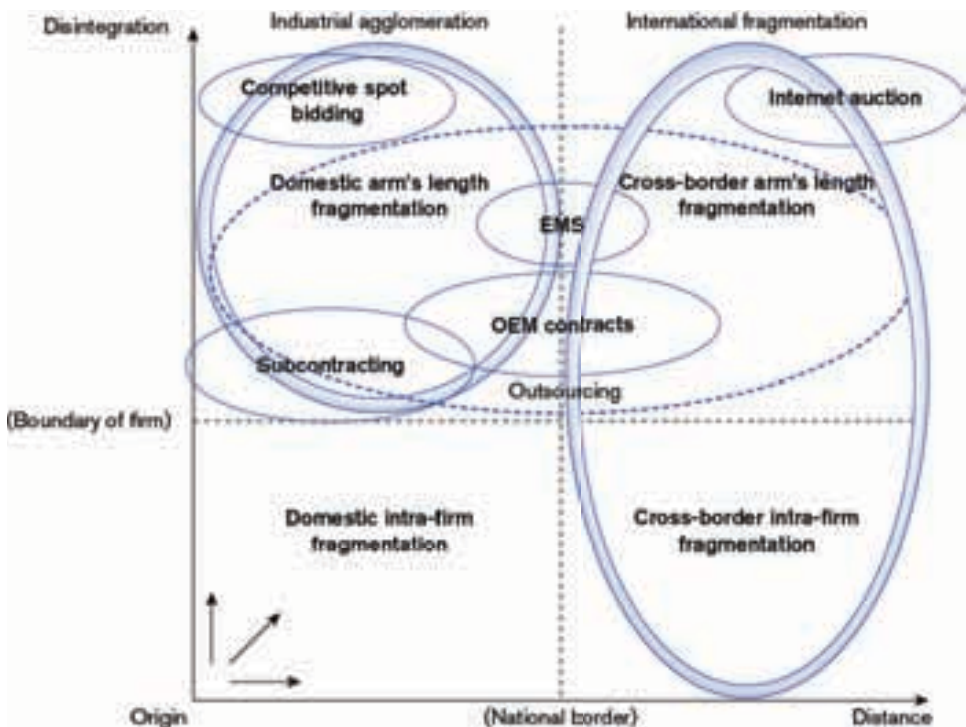 Disintegration
Industrial agglomeration
International fragmentation
Competitive spot
bidding
Internet auction
Domestic arm's length
fragmentation
Cross-border arm's length
fragmentation
EMS
OEM contracts
Subcontracting
Outsourcing
(Boundary of firm)
Domestic intra-firm
fragmentation
Cross-border intra-firm
fragmentation
Origin
(National border)
Distance